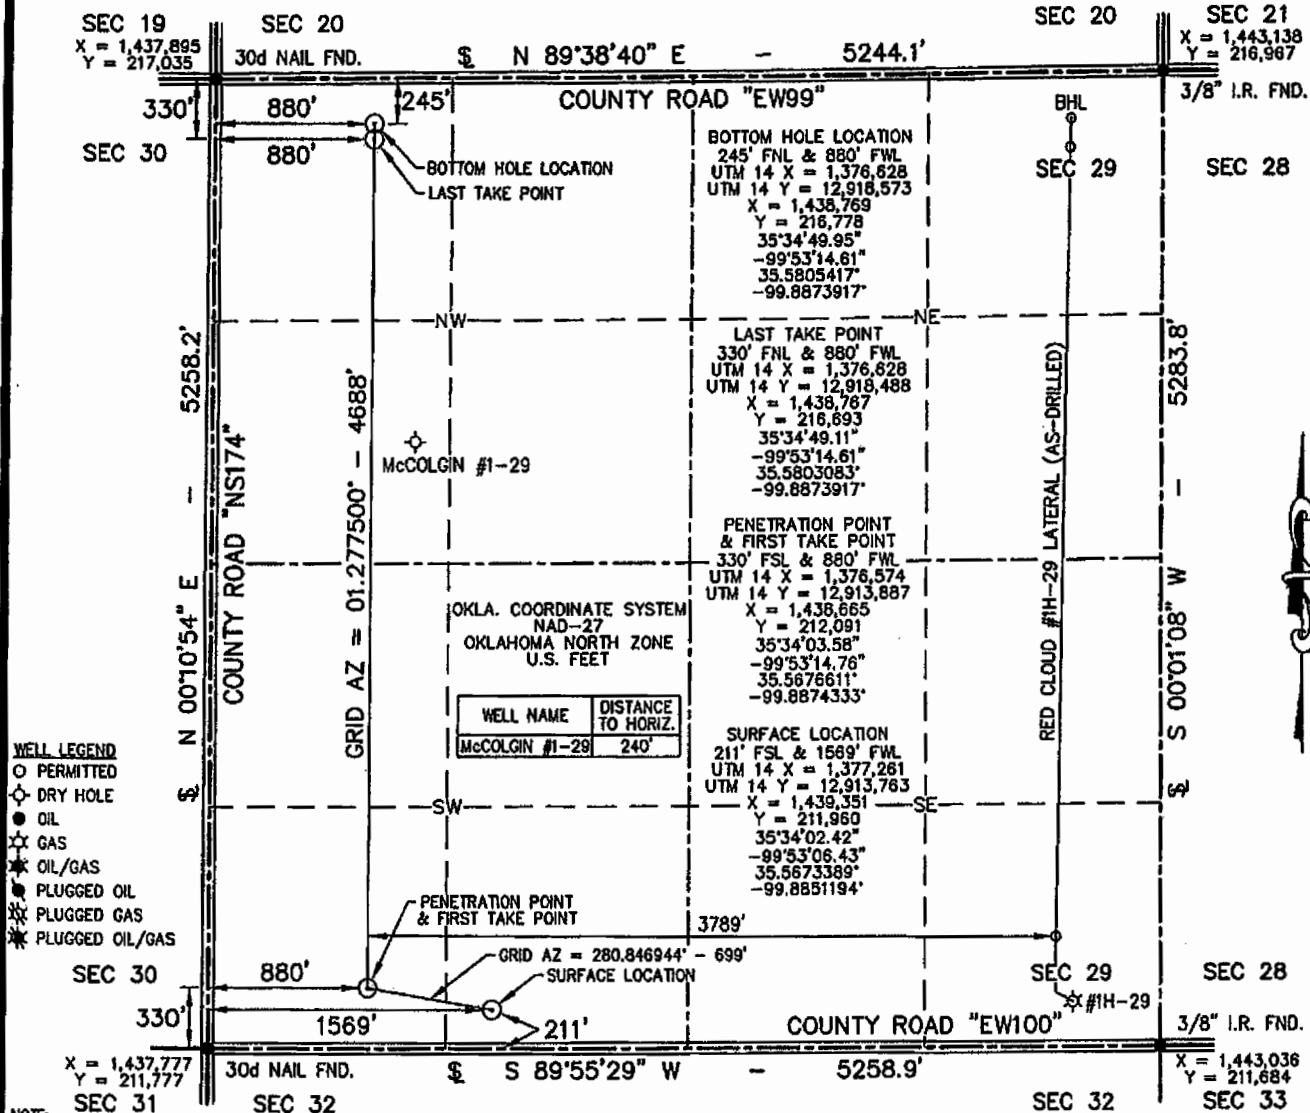 SEC 19
SEC 20
SEC 20
SEC 21
X = 1,437,895
Y = 217,035
30d NAIL FND.
N 89°38'40" E - 5244.1'
X = 1,443,138
Y = 216,967
3/8" I.R. FND.
330'
880'
245'
COUNTY ROAD "EW99"
BHL
SEC 30
880'
BOTTOM HOLE LOCATION
LAST TAKE POINT
SEC 29
SEC 28
BOTTOM HOLE LOCATION
245' FNL & 880' FWL
UTM 14 X = 1,376,628
UTM 14 Y = 12,918,573
X = 1,438,769
Y = 216,778
35°34'49.95"
-99°53'14.61"
35.5805417°
-99.8873917°
NW
NE
LAST TAKE POINT
330' FNL & 880' FWL
UTM 14 X = 1,376,628
UTM 14 Y = 12,918,488
X = 1,438,767
Y = 216,693
35°34'49.11"
-99°53'14.61"
35.5803083°
-99.8873917°
N 00°10'54" E - 5258.2'
COUNTY ROAD "NS174"
GRID AZ = 01.277500° - 4688'
McCOLGIN #1-29
RED CLOUD #1H-29 LATERAL (AS-DRILLED)
S 00°01'08" W - 5283.8'
PENETRATION POINT
& FIRST TAKE POINT
330' FSL & 880' FWL
UTM 14 X = 1,376,574
UTM 14 Y = 12,913,887
X = 1,438,665
Y = 212,091
35°34'03.58"
-99°53'14.76"
35.5676611°
-99.8874333°
OKLA. COORDINATE SYSTEM
NAD-27
OKLAHOMA NORTH ZONE
U.S. FEET
WELL NAME
DISTANCE
TO HORIZ.
McCOLGIN #1-29
240'
SURFACE LOCATION
211' FSL & 1569' FWL
UTM 14 X = 1,377,261
UTM 14 Y = 12,913,763
X = 1,439,351
Y = 211,960
35°34'02.42"
-99°53'06.43"
35.5673389°
-99.8851194°
SW
SE
WELL LEGEND
PERMITTED
DRY HOLE
OIL
GAS
OIL/GAS
PLUGGED OIL
PLUGGED GAS
PLUGGED OIL/GAS
PENETRATION POINT
& FIRST TAKE POINT
3789'
GRID AZ = 280.846944° - 699'
SURFACE LOCATION
SEC 30
880'
SEC 29
SEC 28
#1H-29
330'
1569'
211'
COUNTY ROAD "EW100"
3/8" I.R. FND.
X = 1,437,777
Y = 211,777
30d NAIL FND.
S 89°55'29" W - 5258.9'
X = 1,443,036
Y = 211,684
SEC 31
SEC 32
SEC 32
SEC 33
NOTE: